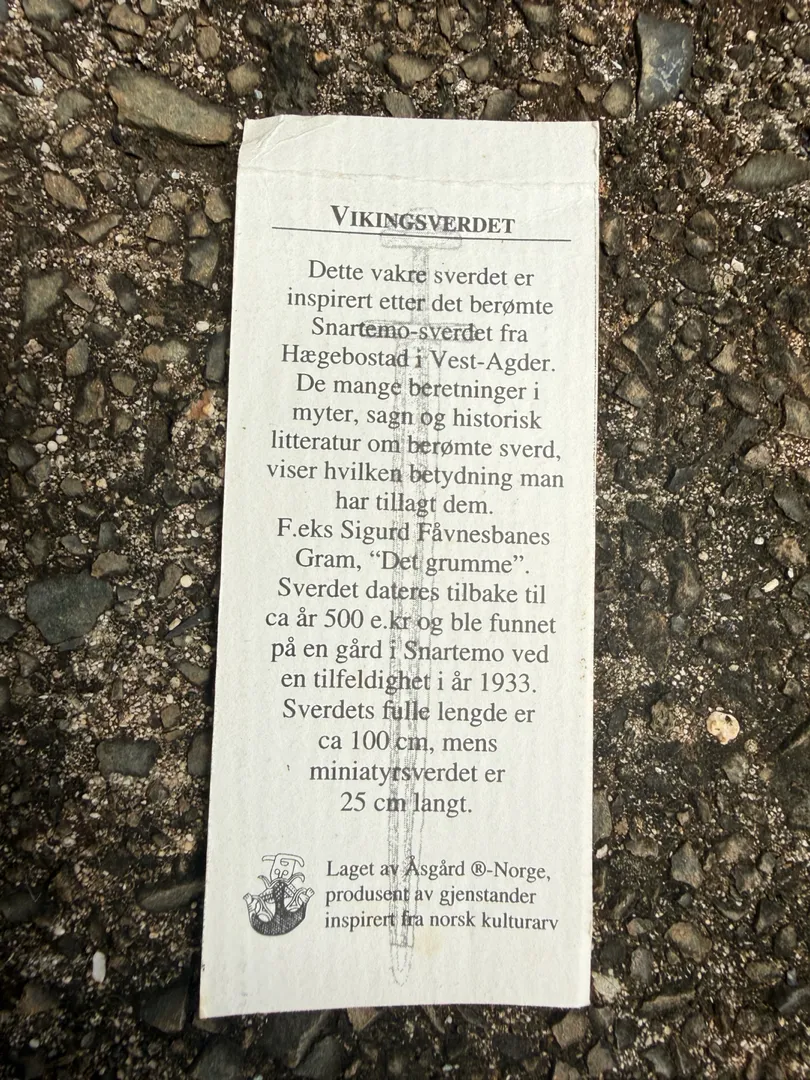 VIKINGSVERDET
Dette vakre sverdet er
inspirert etter det berømte
Snartemo-sverdet fra
Hægebostad i Vest-Agder.
De mange beretninger i
myter, sagn og historisk
litteratur om berømte sverd,
viser hvilken betydning man
har tillagt dem.
F.eks Sigurd Fåvnesbanes
Gram, “Det grumme”.
Sverdet dateres tilbake til
ca år 500 e.kr og ble funnet
på en gård i Snartemo ved
en tilfeldighet i år 1933.
Sverdets fulle lengde er
ca 100 cm, mens
miniatyrsverdet er
25 cm langt.
Laget av Åsgård ®-Norge,
produsent av gjenstander
inspirert fra norsk kulturarv